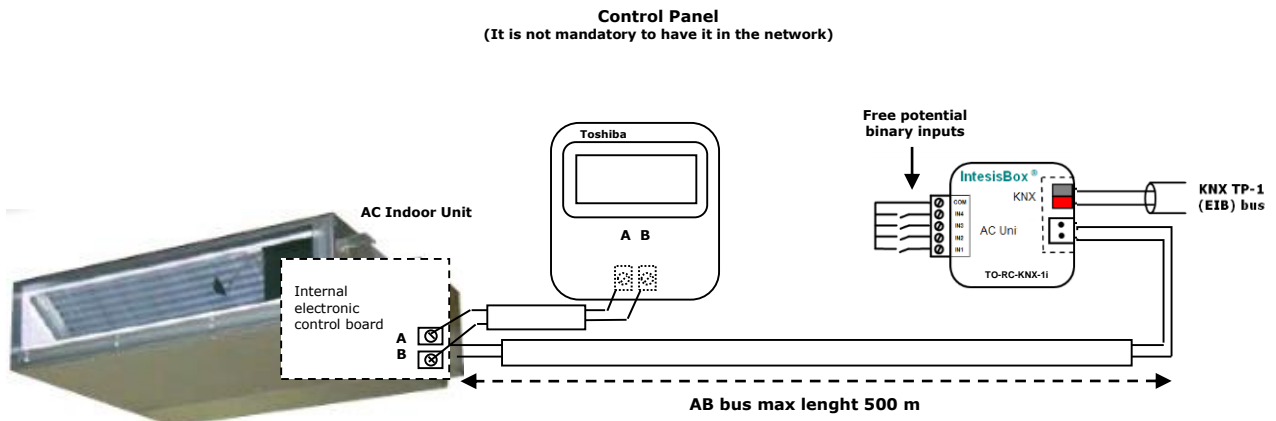 Control Panel
(It is not mandatory to have it in the network)
Free potential
binary inputs
Toshiba
IntesisBox ®
KNX
KNX TP-1
(EIB) bus
COM
IN4
IN3
IN2
IN1
AC Uni
TO-RC-KNX-1i
AC Indoor Unit
A B
Internal
electronic
control board
A
B
AB bus max lenght 500 m